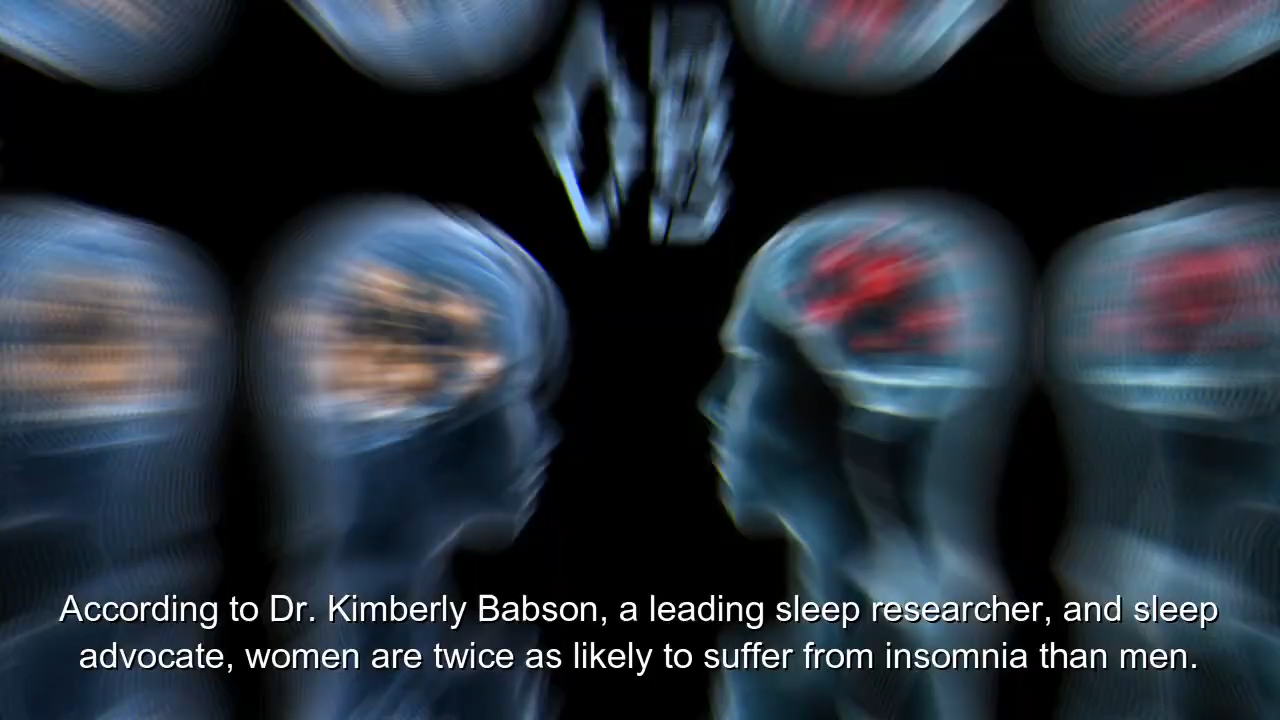 According to Dr. Kimberly Babson, a leading sleep researcher, and sleep
advocate, women are twice as likely to suffer from insomnia than men.